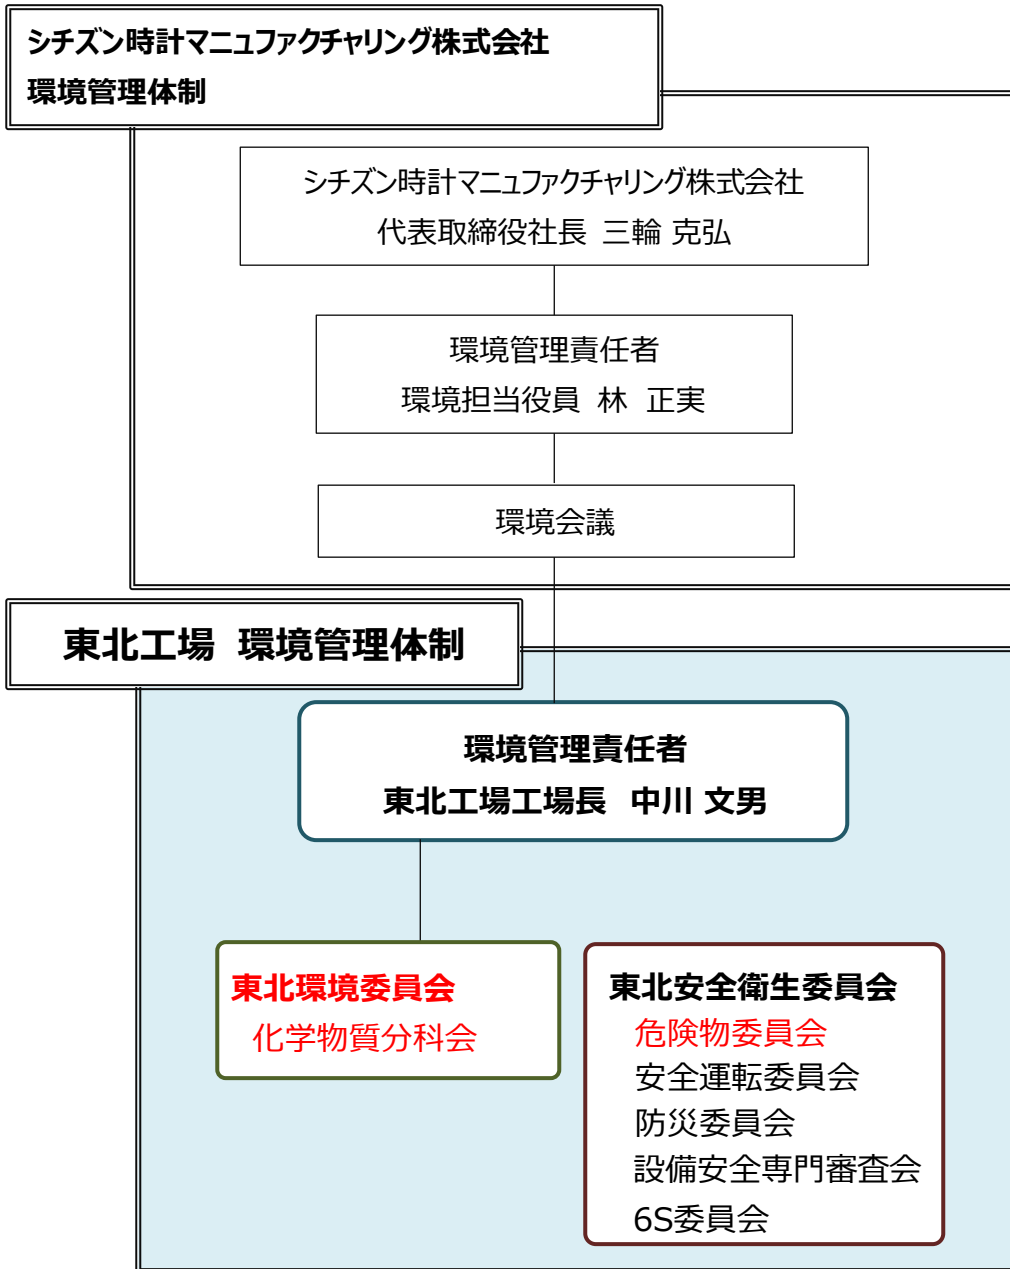 シチズン時計マニュファクチャリング株式会社
環境管理体制
シチズン時計マニュファクチャリング株式会社
代表取締役社長 三輪 克弘
環境管理責任者
環境担当役員 林 正実
環境会議
東北工場 環境管理体制
環境管理責任者
東北工場工場長 中川 文男
東北環境委員会
化学物質分科会
東北安全衛生委員会
危険物委員会
安全運転委員会
防災委員会
設備安全専門審査会
6S委員会